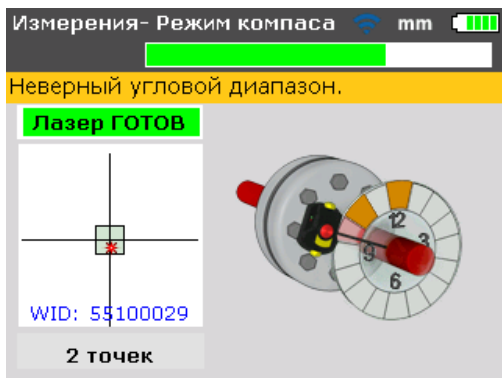 Измерения- Режим компаса mm
Неверный угловой диапазон.
Лазер ГОТОВ
12
3
9
6
WID: 55100029
2 точек